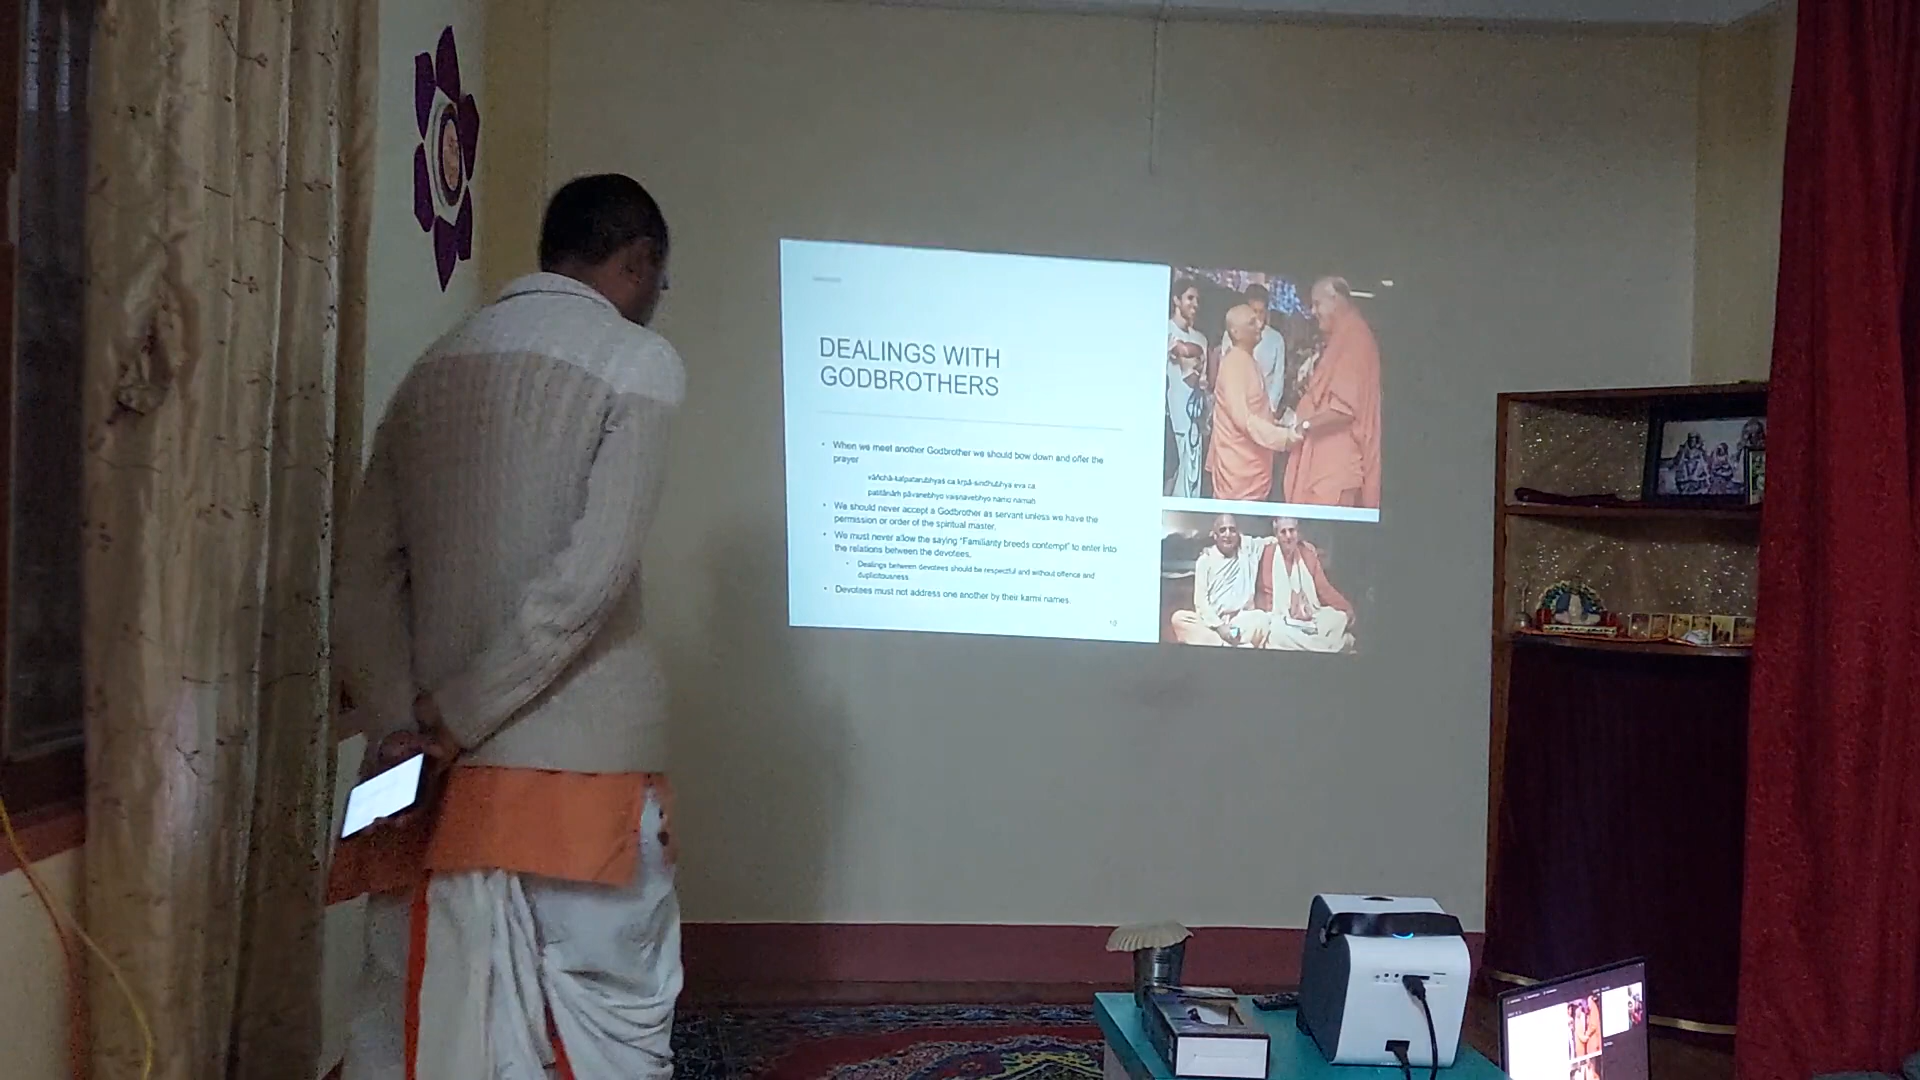 DEALINGS WITH
GODBROTHERS
• When we meet another Godbrother we should bow down and offer the
prayer
vāñchā-kalpatarubhyaś ca kṛpā-sindhubhya eva ca
patitānāṁ pāvanebhyo vaiṣṇavebhyo namo namaḥ
• We should never accept a Godbrother as servant unless we have the
permission or order of the spiritual master.
• We must never allow the saying "Familiarity breeds contempt" to enter into
the relations between the devotees.
• Dealings between devotees should be respectful and without offence and
duplicitousness
• Devotees must not address one another by their karmi names.